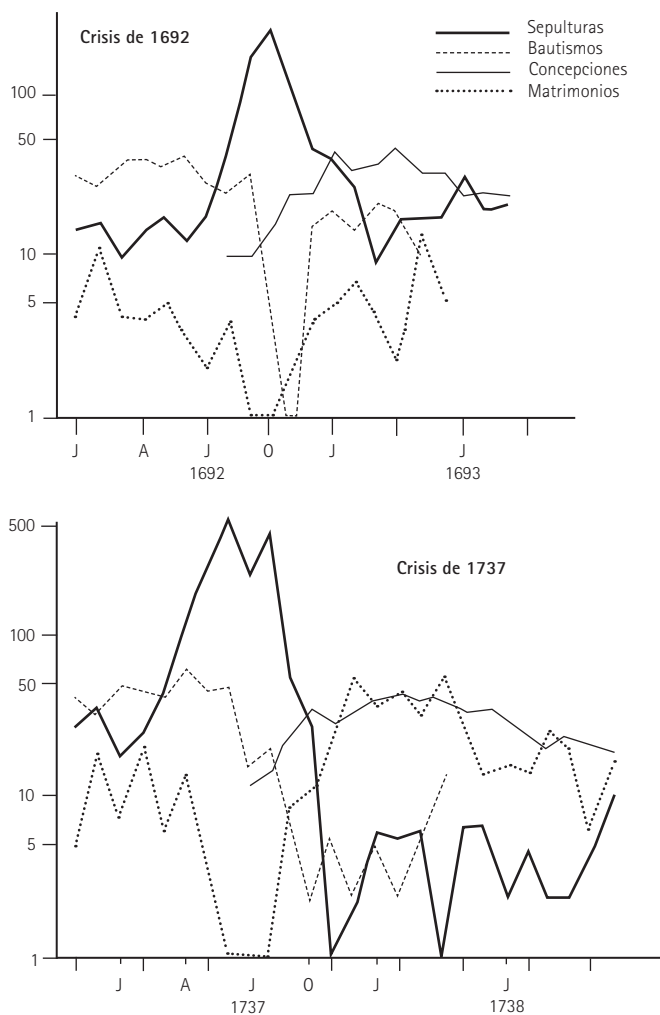 Crisis de 1692
Sepulturas
Bautismos
Concepciones
Matrimonios
100
50
10
5
1
J A J O J J
1692 1693
500
Crisis de 1737
100
50
10
5
1
J A J O J J
1737 1738